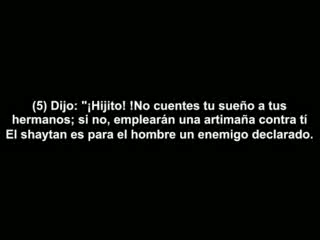 (5) Dijo: "¡Hijito! !No cuentes tu sueño a tus
hermanos; si no, emplearán una artimaña contra tí
El shaytan es para el hombre un enemigo declarado.